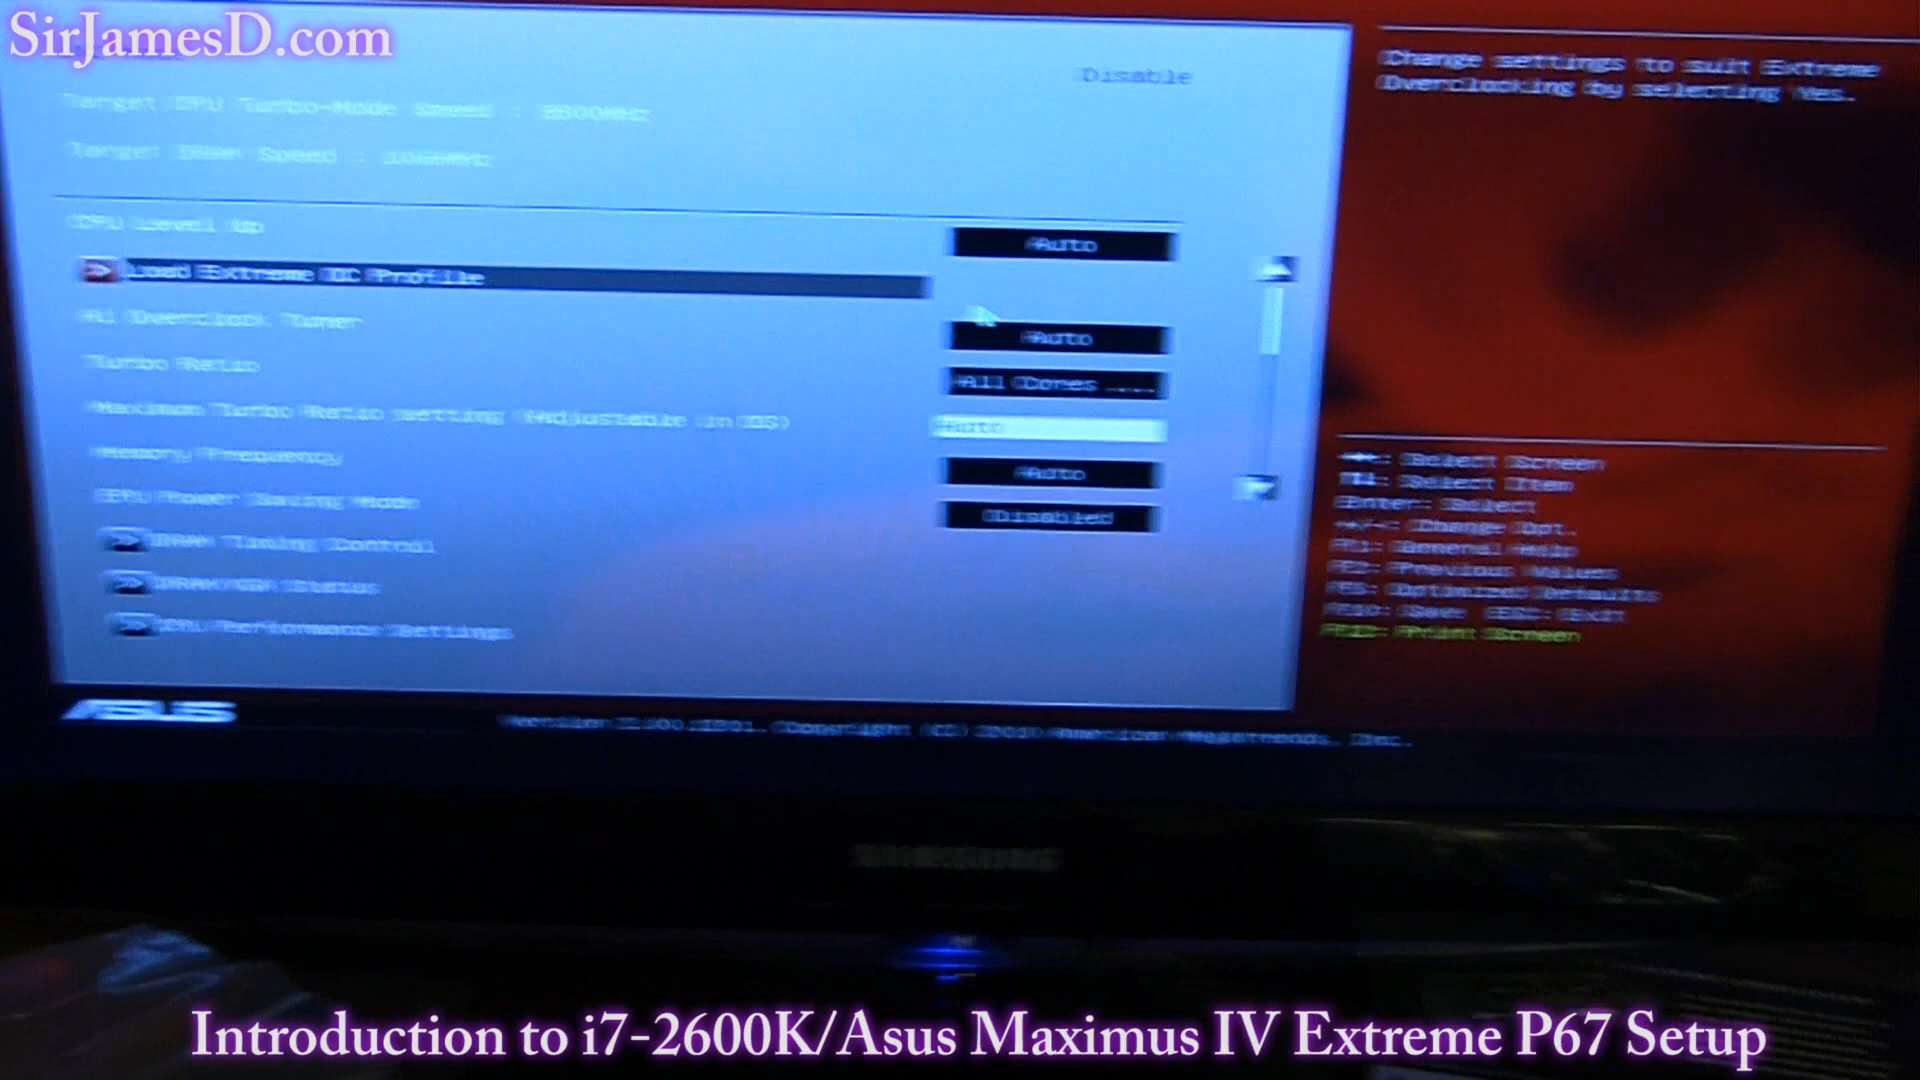 SirJamesD.com
Disable
Target CPU Turbo-Mode Speed :
Target DRAM Speed :
CPU Level Up
Auto
Load Extreme OC Profile
Ai Overclock Tuner
Auto
Turbo Ratio
All Cores ....
Maximum Turbo Ratio setting (Adjustable in OS)
Auto
Memory Frequency
Auto
EPU Power Saving Mode
Disabled
DRAM Timing Control
DRAM/GSK Status
CPU Performance Settings
Change settings to suit Extreme
Overclocking by selecting Yes.
Select Screen
Select Item
Enter: Select
+/-: Change Opt.
F1: General Help
F2: Previous Values
F5: Optimized Defaults
F10: Save ESC: Exit
F12: Print Screen
ASUS
Version Copyright (C) American Megatrends, Inc.
SAMSUNG
Introduction to i7-2600K/Asus Maximus IV Extreme P67 Setup